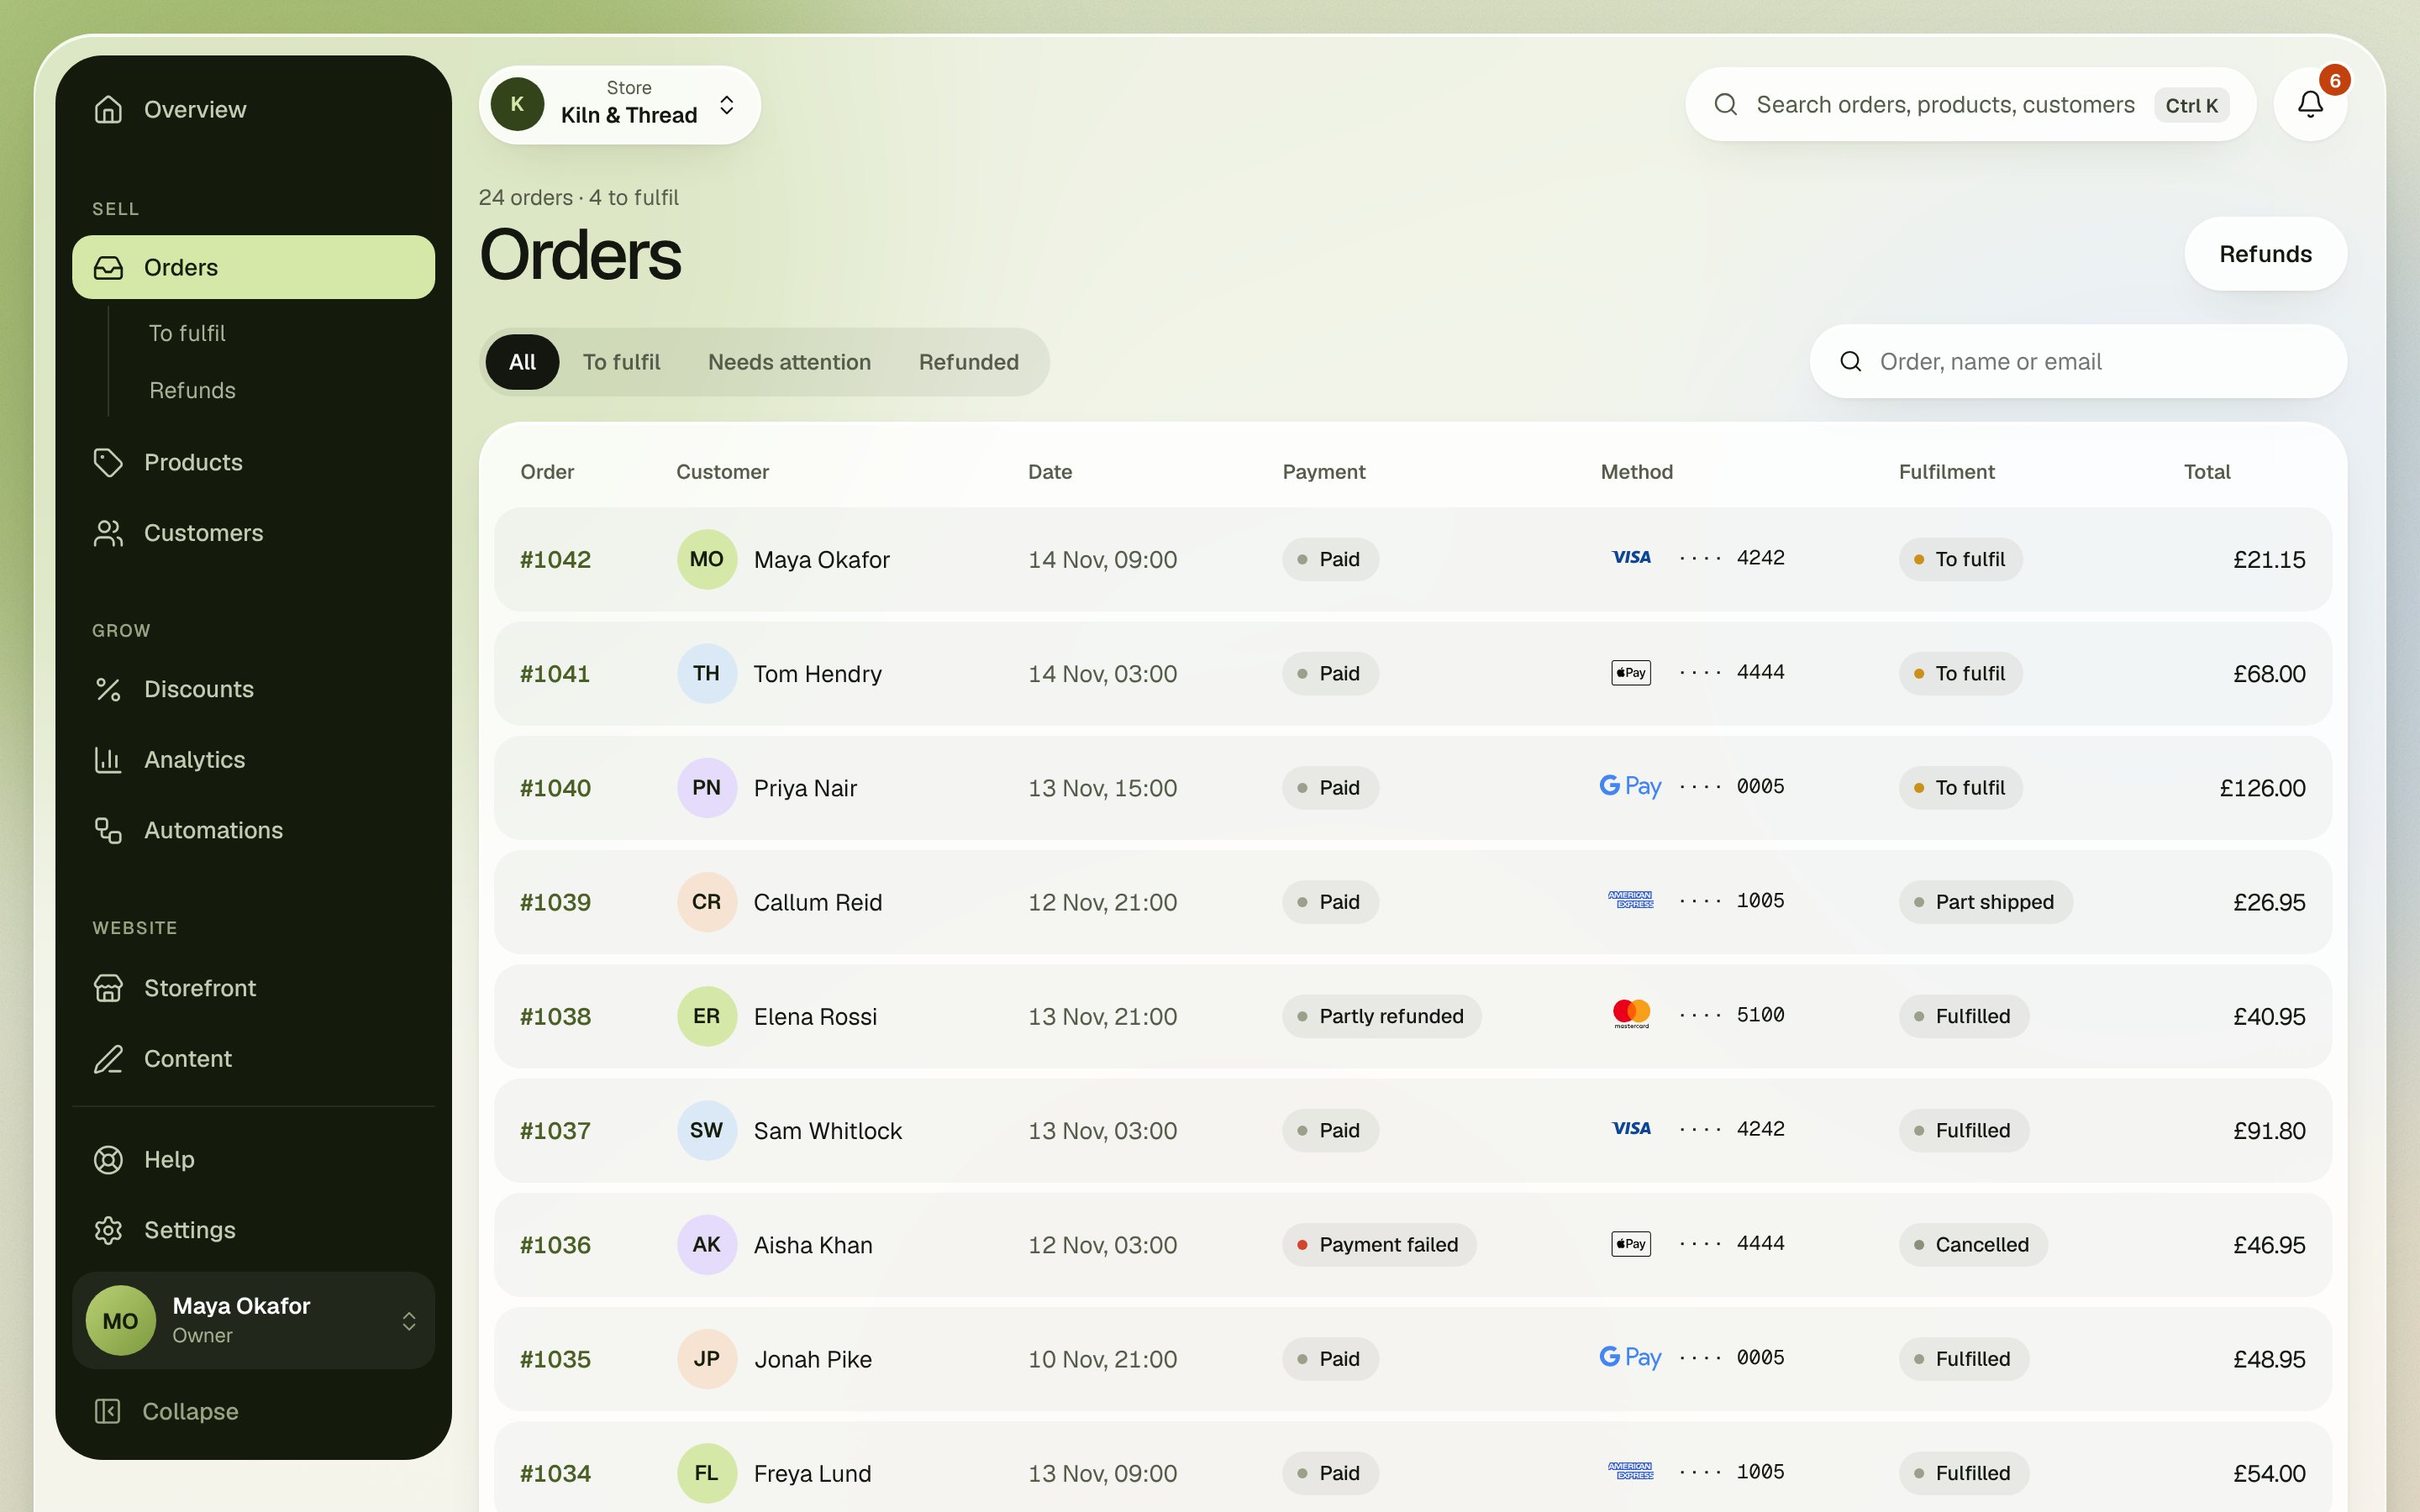 Overview
SELL
Orders
To fulfil
Refunds
Products
Customers
GROW
Discounts
Analytics
Automations
WEBSITE
Storefront
Content
Help
Settings
MO
Maya Okafor
Owner
Collapse
K
Store
Kiln & Thread
Search orders, products, customers Ctrl K
6
24 orders · 4 to fulfil
Orders
Refunds
All To fulfil Needs attention Refunded
Order, name or email
Order Customer Date Payment Method Fulfilment Total
#1042 MO Maya Okafor 14 Nov, 09:00 Paid VISA ···· 4242 To fulfil £21.15
#1041 TH Tom Hendry 14 Nov, 03:00 Paid Pay ···· 4444 To fulfil £68.00
#1040 PN Priya Nair 13 Nov, 15:00 Paid G Pay ···· 0005 To fulfil £126.00
#1039 CR Callum Reid 12 Nov, 21:00 Paid AMERICAN EXPRESS ···· 1005 Part shipped £26.95
#1038 ER Elena Rossi 13 Nov, 21:00 Partly refunded mastercard ···· 5100 Fulfilled £40.95
#1037 SW Sam Whitlock 13 Nov, 03:00 Paid VISA ···· 4242 Fulfilled £91.80
#1036 AK Aisha Khan 12 Nov, 03:00 Payment failed Pay ···· 4444 Cancelled £46.95
#1035 JP Jonah Pike 10 Nov, 21:00 Paid G Pay ···· 0005 Fulfilled £48.95
#1034 FL Freya Lund 13 Nov, 09:00 Paid AMERICAN EXPRESS ···· 1005 Fulfilled £54.00